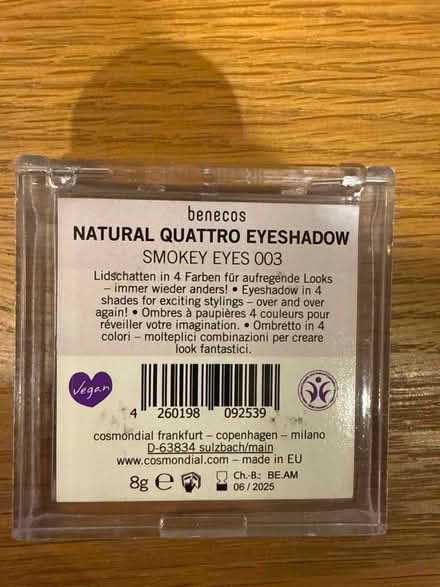 benecos
NATURAL QUATTRO EYESHADOW
SMOKEY EYES 003
Lidschatten in 4 Farben für aufregende Looks
– immer wieder anders! • Eyeshadow in 4
shades for exciting stylings – over and over
again! • Ombres à paupières 4 couleurs pour
réveiller votre imagination. • Ombretto in 4
colori – molteplici combinazioni per creare
look fantastici.
vegan
4 260198 092539
cosmondial frankfurt – copenhagen – milano
D-63834 sulzbach/main
www.cosmondial.com – made in EU
8g e Ch.-B.: BE.AM
06 / 2025